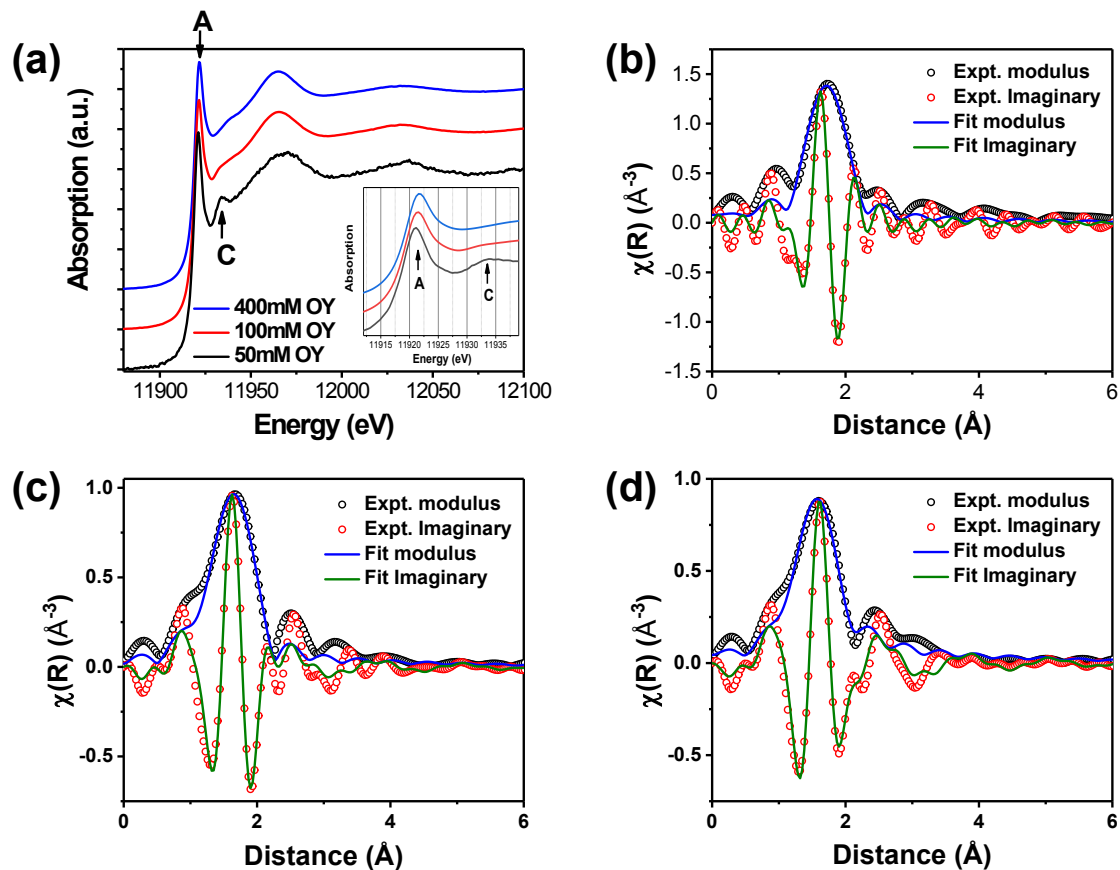 (a)
A
C
Absorption (a.u.)
400mM OY
100mM OY
50mM OY
11900 11950 12000 12050 12100
Energy (eV)
Absorption
A
C
11915 11920 11925 11930 11935
Energy (eV)
(b)
1.5
1.0
0.5
0.0
-0.5
-1.0
-1.5
χ(R) (Å-3)
Expt. modulus
Expt. Imaginary
Fit modulus
Fit Imaginary
0 2 4 6
Distance (Å)
(c)
1.0
0.5
0.0
-0.5
χ(R) (Å-3)
Expt. modulus
Expt. Imaginary
Fit modulus
Fit Imaginary
0 2 4 6
Distance (Å)
(d)
1.0
0.5
0.0
-0.5
χ(R) (Å-3)
Expt. modulus
Expt. Imaginary
Fit modulus
Fit Imaginary
0 2 4 6
Distance (Å)